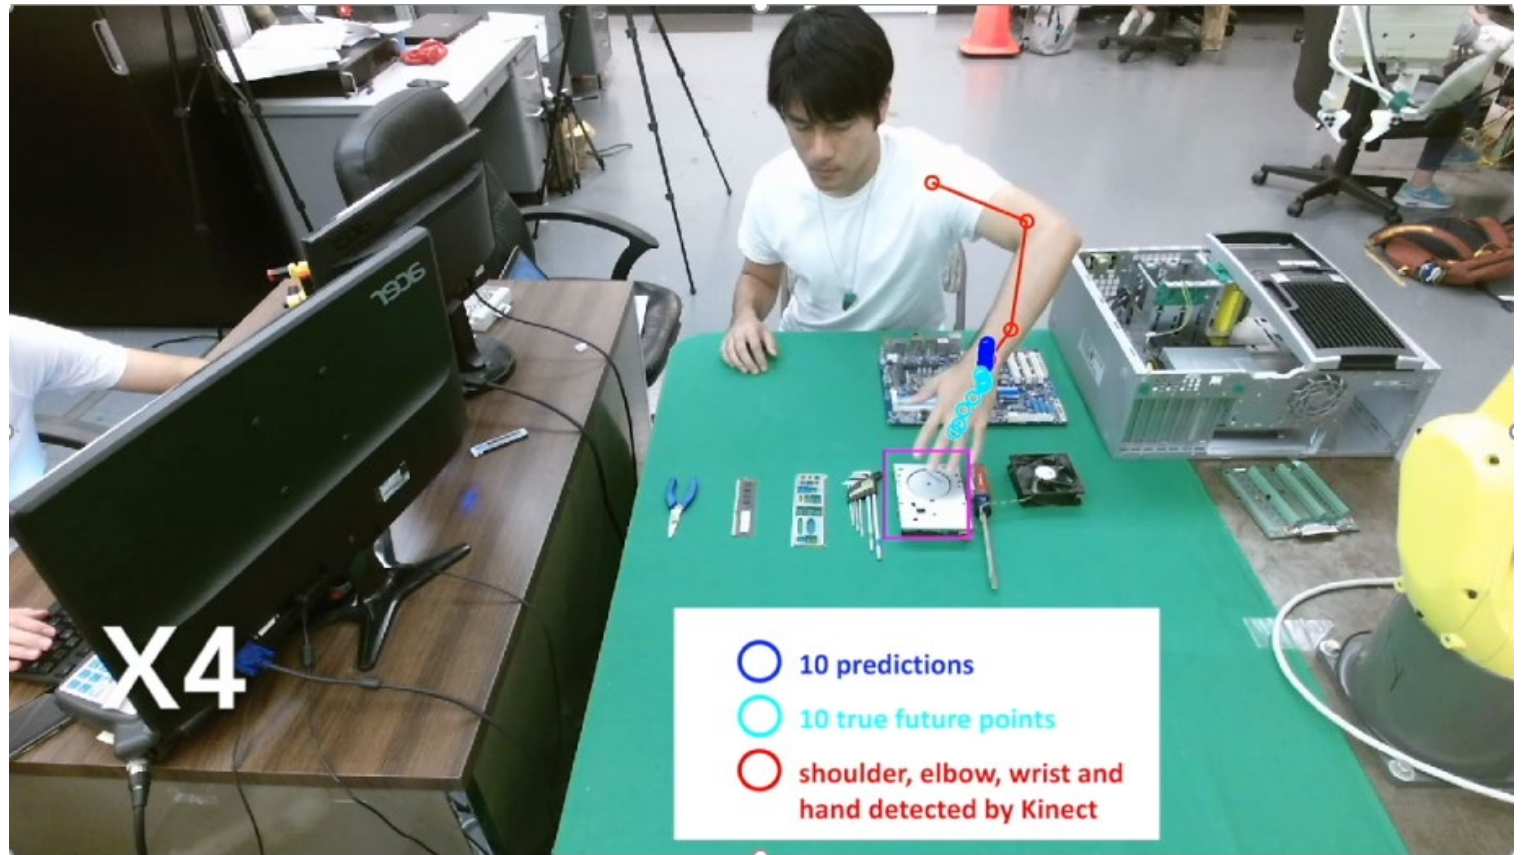 acer
X4
10 predictions
10 true future points
shoulder, elbow, wrist and
hand detected by Kinect